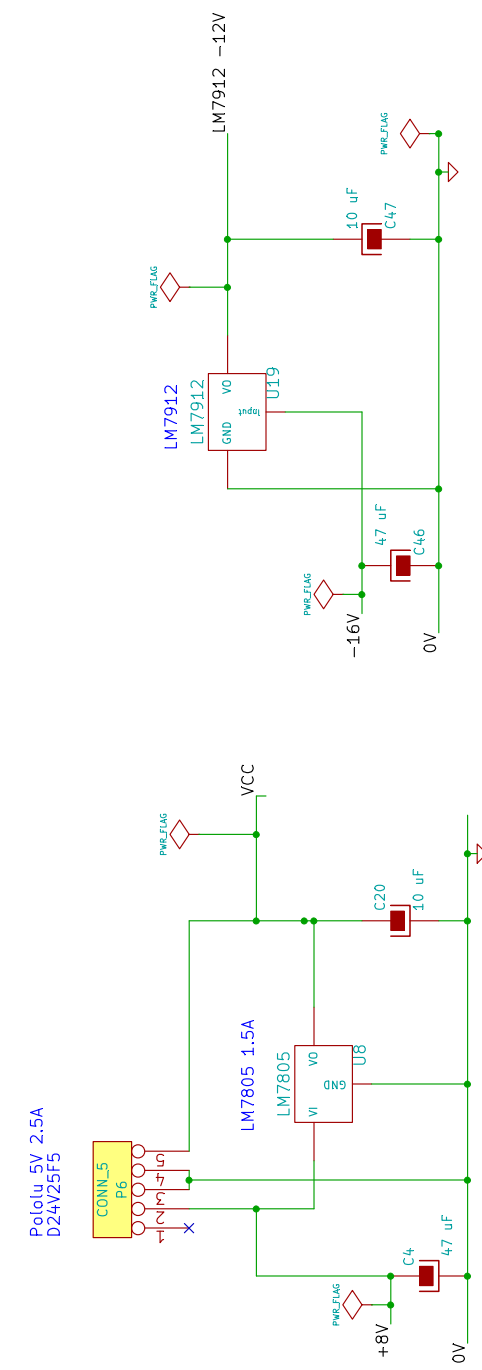 LM7912 -12V
PWR_FLAG
10 uF
C47
PWR_FLAG
LM7912
LM7912
VO
GND
Input
U19
47 uF
C46
PWR_FLAG
-16V
0V
VCC
PWR_FLAG
C20
10 uF
LM7805 1.5A
LM7805
VO
VI
GND
U8
Pololu 5V 2.5A
D24V25F5
CONN_5
P6
5
4
3
2
1
C4
47 uF
PWR_FLAG
+8V
0V